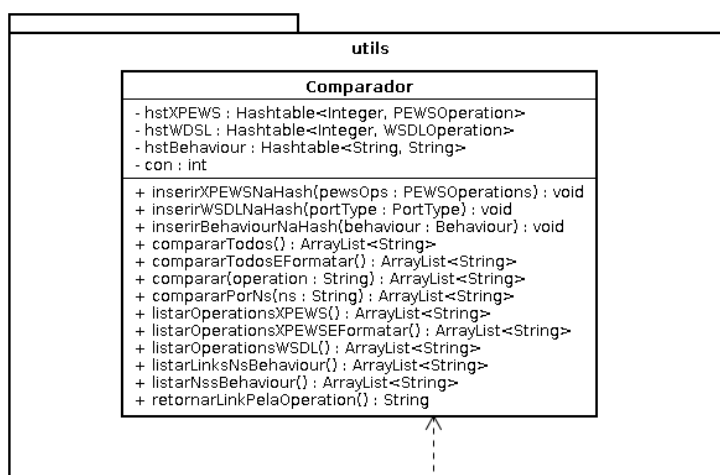 utils
Comparador
- hstXPEWS : Hashtable<Integer, PEWSOperation>
- hstWDSL : Hashtable<Integer, WSDLOperation>
- hstBehaviour : Hashtable<String, String>
- con : int
+ inserirXPEWSNaHash(pewsOps : PEWSOperations) : void
+ inserirWSDLNaHash(portType : PortType) : void
+ inserirBehaviourNaHash(behaviour : Behaviour) : void
+ compararTodos() : ArrayList<String>
+ compararTodosEFormatar() : ArrayList<String>
+ comparar(operation : String) : ArrayList<String>
+ compararPorNs(ns : String) : ArrayList<String>
+ listarOperationsXPEWS() : ArrayList<String>
+ listarOperationsXPEWSEFormatar() : ArrayList<String>
+ listarOperationsWSDL() : ArrayList<String>
+ listarLinksNsBehaviour() : ArrayList<String>
+ listarNssBehaviour() : ArrayList<String>
+ retornarLinkPelaOperation() : String